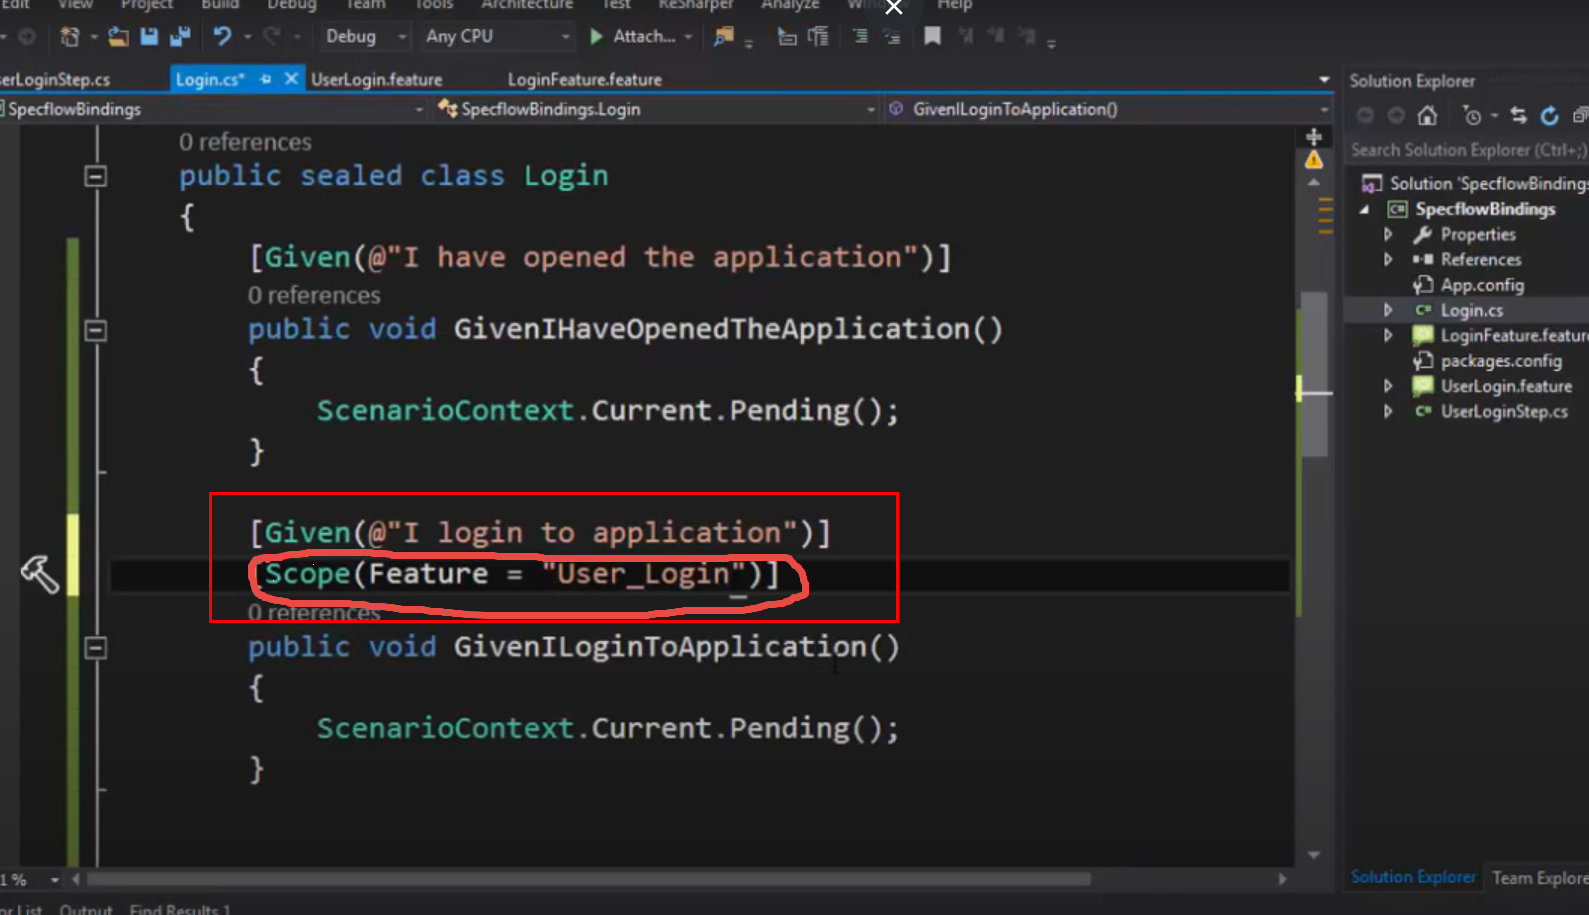 Edit View Project Build Debug Team Tools Architecture Test ReSharper Analyze Help
Debug Any CPU Attach...
Login.cs* UserLogin.feature LoginFeature.feature
SpecflowBindings SpecflowBindings.Login GivenILoginToApplication()
0 references
public sealed class Login
{
[Given(@"I have opened the application")]
0 references
public void GivenIHaveOpenedTheApplication()
{
ScenarioContext.Current.Pending();
}
[Given(@"I login to application")]
[Scope(Feature = "User_Login")]
0 references
public void GivenILoginToApplication()
{
ScenarioContext.Current.Pending();
}
1 %
Output Find Results 1
Solution Explorer
Search Solution Explorer (Ctrl+;)
Solution 'SpecflowBindings
SpecflowBindings
Properties
References
App.config
C# Login.cs
LoginFeature.feature
packages.config
UserLogin.feature
C# UserLoginStep.cs
Solution Explorer Team Explore